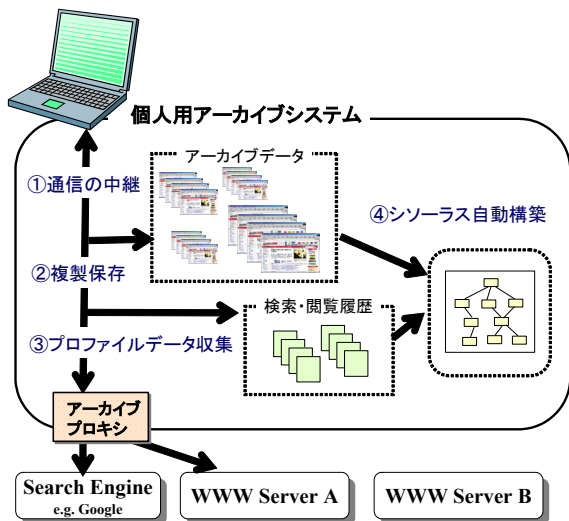 個人用アーカイブシステム
アーカイブデータ
①通信の中継
④シソーラス自動構築
②複製保存
検索・閲覧履歴
③プロファイルデータ収集
アーカイブ
プロキシ
Search Engine
e.g. Google
WWW Server A
WWW Server B